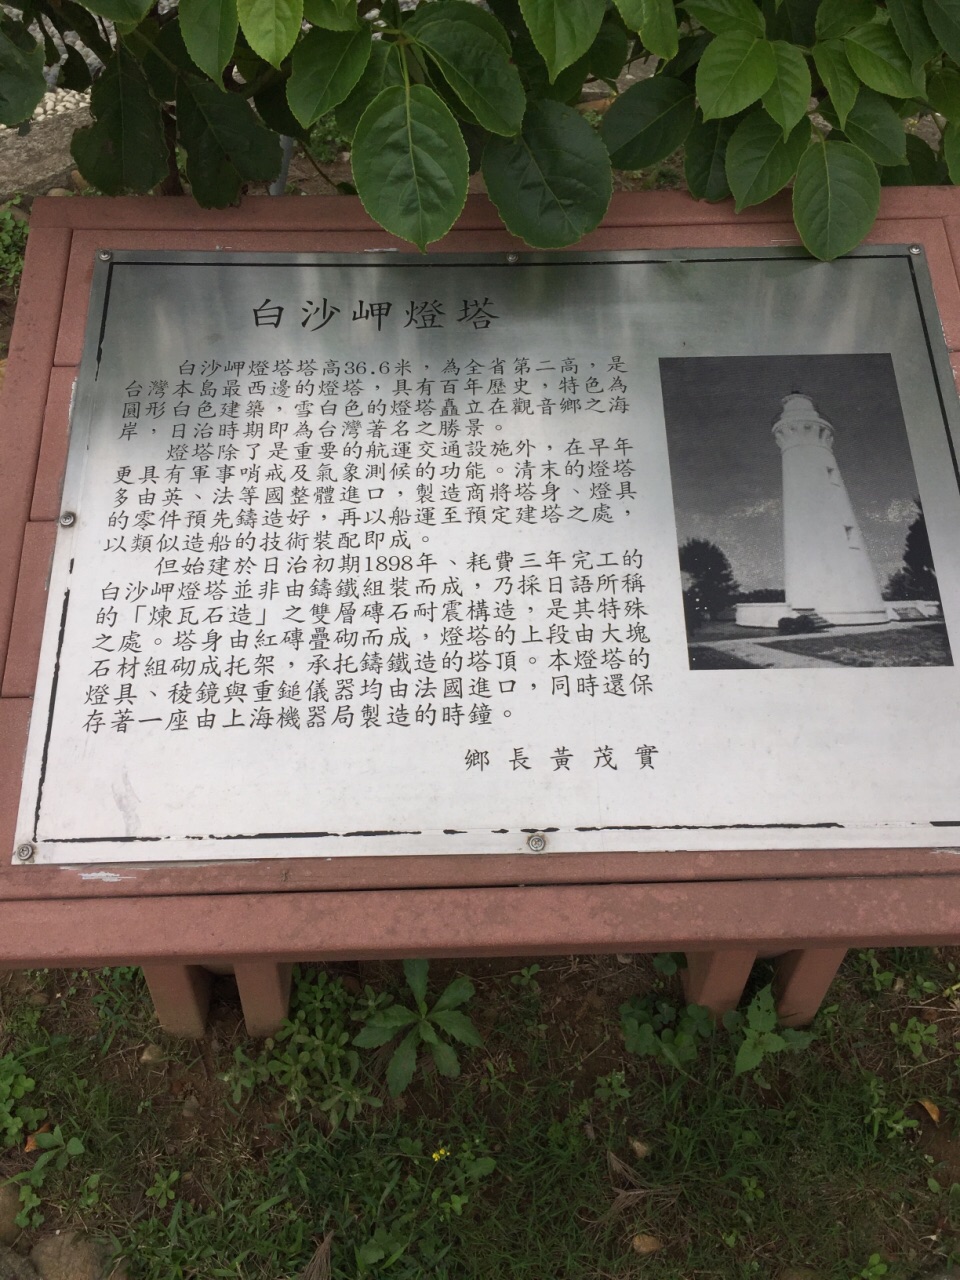 白沙岬燈塔
白沙岬燈塔塔高36.6米，為全省第二高，是
台灣本島最西邊的燈塔，具有百年歷史，特色為
圓形白色建築，雪白色的燈塔矗立在觀音鄉之海
岸，日治時期即為台灣著名之勝景。
燈塔除了是重要的航運交通設施外，在早年
更具有軍事哨戒及氣象測候的功能。清末的燈塔
多由英、法等國整體進口，製造商將塔身、燈具
的零件預先鑄造好，再以船運至預定建塔之處，
以類似造船的技術裝配即成。
但始建於日治初期1898年、耗費三年完工的
白沙岬燈塔並非由鑄鐵組裝而成，乃採日語所稱
的「煉瓦石造」之雙層磚石耐震構造，是其特殊
之處。塔身由紅磚疊砌而成，燈塔的上段由大塊
石材組砌成托架，承托鑄鐵造的塔頂。本燈塔的
燈具、稜鏡與重鎚儀器均由法國進口，同時還保
存著一座由上海機器局製造的時鐘。
鄉長黃茂實